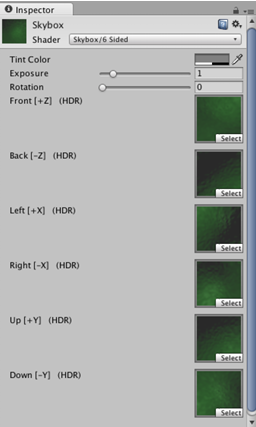 Inspector
Skybox
Shader Skybox/6 Sided
Tint Color
Exposure 1
Rotation 0
Front [+Z] (HDR)
Select
Back [-Z] (HDR)
Select
Left [+X] (HDR)
Select
Right [-X] (HDR)
Select
Up [+Y] (HDR)
Select
Down [-Y] (HDR)
Select